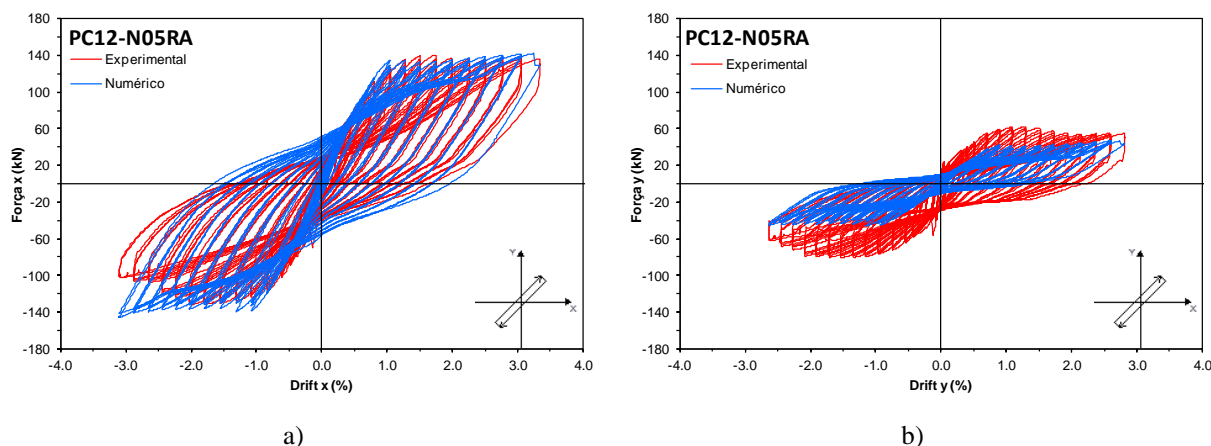 PC12-N05RA
Experimental
Numérico
Força x (kN)
180
140
100
60
20
-20
-60
-100
-140
-180
-4.0 -3.0 -2.0 -1.0 0.0 1.0 2.0 3.0 4.0
Drift x (%)
Y
X
a)
PC12-N05RA
Experimental
Numérico
Força y (kN)
180
140
100
60
20
-20
-60
-100
-140
-180
-4.0 -3.0 -2.0 -1.0 0.0 1.0 2.0 3.0 4.0
Drift y (%)
Y
X
b)